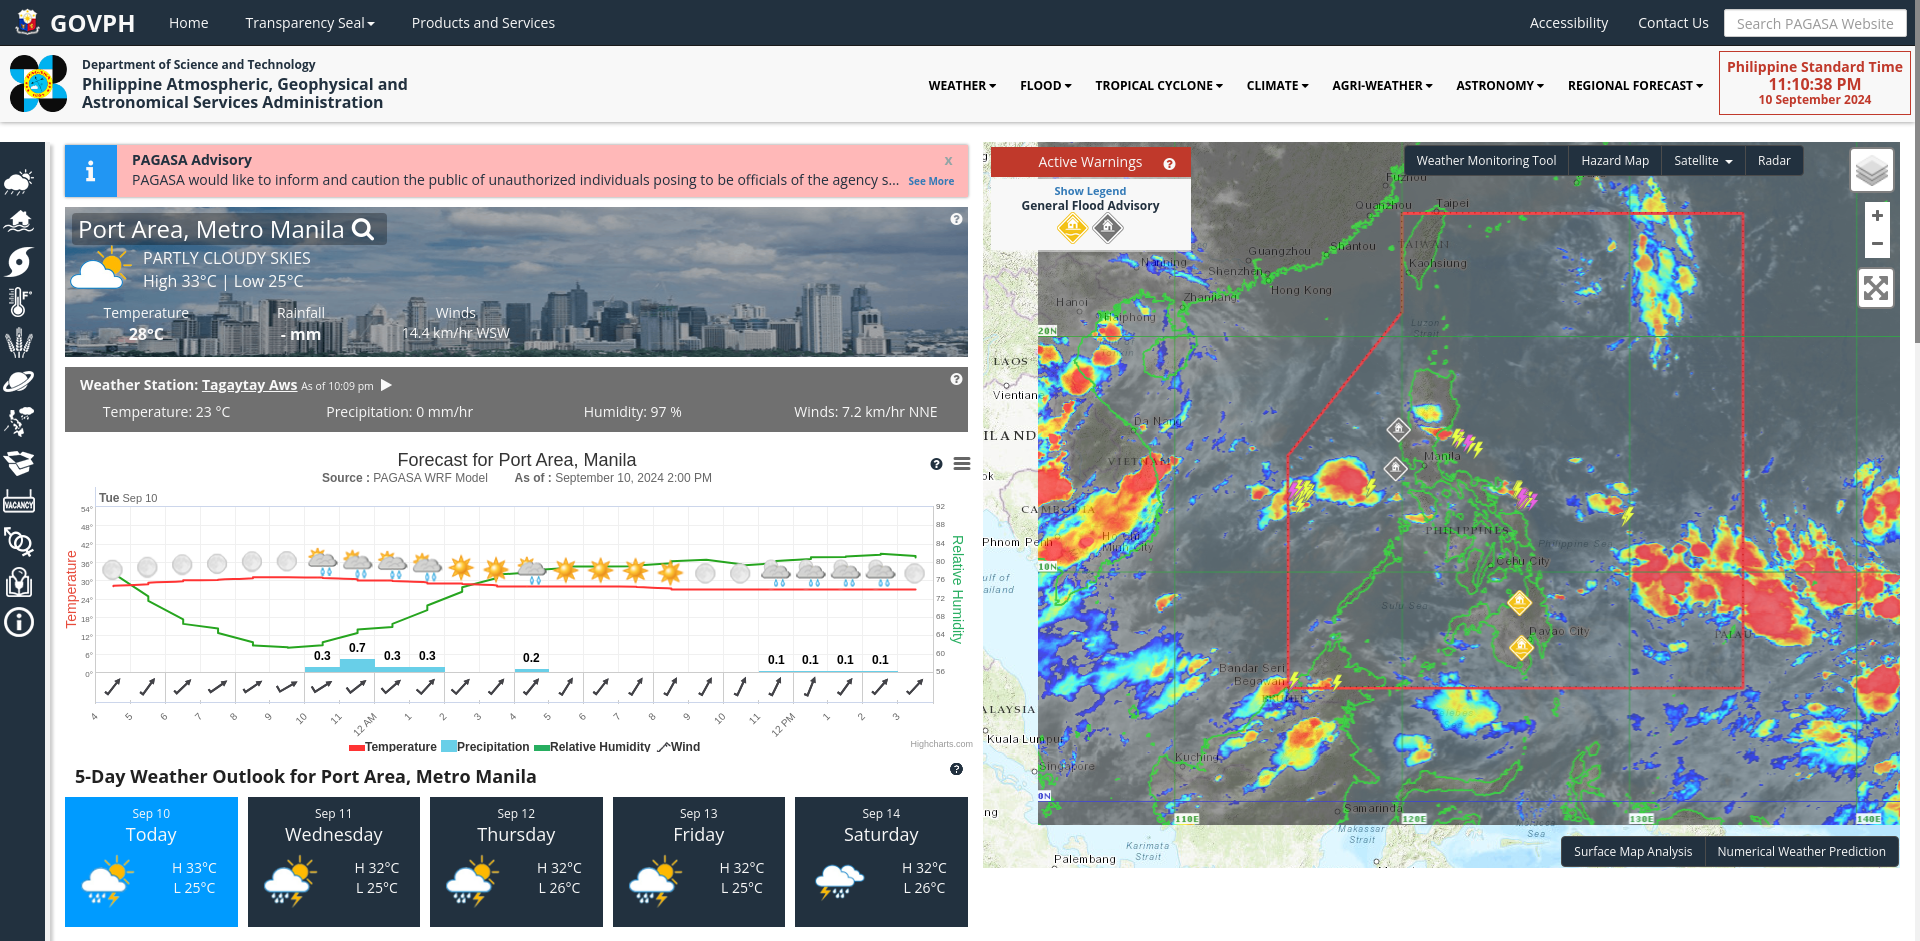 GOVPH
Home
Transparency Seal
Products and Services
Accessibility
Contact Us
Search PAGASA Website
Department of Science and Technology
Philippine Atmospheric, Geophysical and
Astronomical Services Administration
WEATHER
FLOOD
TROPICAL CYCLONE
CLIMATE
AGRI-WEATHER
ASTRONOMY
REGIONAL FORECAST
Philippine Standard Time
11:10:38 PM
10 September 2024
PAGASA Advisory
x
PAGASA would like to inform and caution the public of unauthorized individuals posing to be officials of the agency s... See More
Port Area, Metro Manila
PARTLY CLOUDY SKIES
High 33°C | Low 25°C
Temperature
Rainfall
Winds
28°C
- mm
14.4 km/hr WSW
Weather Station: Tagaytay Aws As of 10:09 pm
Temperature: 23 °C
Precipitation: 0 mm/hr
Humidity: 97 %
Winds: 7.2 km/hr NNE
Forecast for Port Area, Manila
Source : PAGASA WRF Model As of : September 10, 2024 2:00 PM
Tue Sep 10
54°
48°
42°
36°
30°
24°
18°
12°
6°
0°
Temperature
92
88
84
80
76
72
68
64
60
56
Relative Humidity
0.3
0.7
0.3
0.3
0.2
0.1
0.1
0.1
0.1
4
5
6
7
8
9
10
11
12 AM
1
2
3
4
5
6
7
8
9
10
11
12 PM
1
2
3
Temperature
Precipitation
Relative Humidity
Wind
Highcharts.com
5-Day Weather Outlook for Port Area, Metro Manila
Sep 10
Today
H 33°C
L 25°C
Sep 11
Wednesday
H 32°C
L 25°C
Sep 12
Thursday
H 32°C
L 26°C
Sep 13
Friday
H 32°C
L 25°C
Sep 14
Saturday
H 32°C
L 26°C
VACANCY
Active Warnings
Show Legend
General Flood Advisory
Weather Monitoring Tool
Hazard Map
Satellite
Radar
+
−
Fuzhou
Quanzhou
Taipei
TAIWAN
Guangzhou
Shantou
Kaohsiung
Nanning
Shenzhen
Hong Kong
Zhanjiang
Hanoi
Haiphong
Luzon
Strait
20N
LAOS
Vientiane
Da Nang
ILAND
VIETNAM
Manila
ok
CAMBODIA
PHILIPPINES
Phnom Penh
Ho Chi
Minh City
Philippine Se
Cebu City
10N
ulf of
ailand
Sulu Sea
Davao City
PALAU
Bandar Seri
Begawan
BRUNEI
ALAYSIA
Kuala Lumpur
Kuching
Singapore
0N
ng
Samarinda
110E
120E
130E
140E
Makassar
Strait
Sea
Karimata
Strait
Palembang
Surface Map Analysis
Numerical Weather Prediction